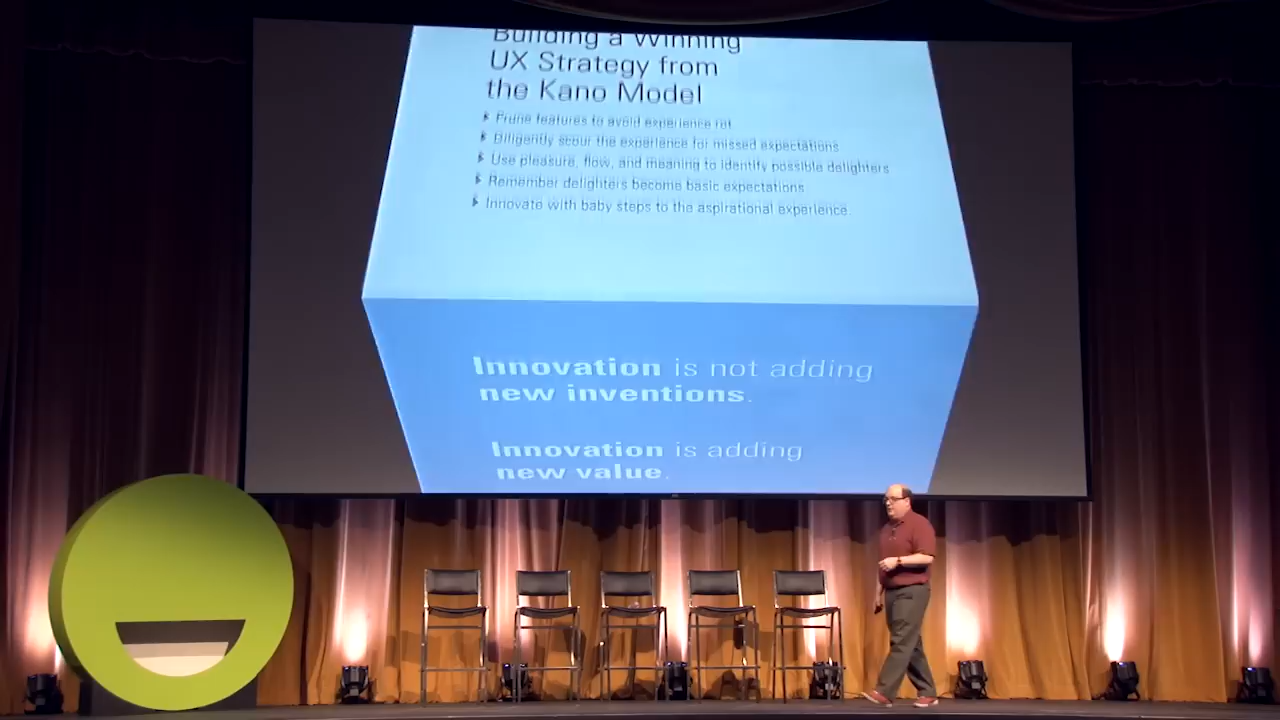 Building a Winning
UX Strategy from
the Kano Model
Prune features to avoid experience rot
Diligently scour the experience for missed expectations
Use pleasure, flow, and meaning to identify possible delighters
Remember delighters become basic expectations
Innovate with baby steps to the aspirational experience.
Innovation is not adding
new inventions.
Innovation is adding
new value.